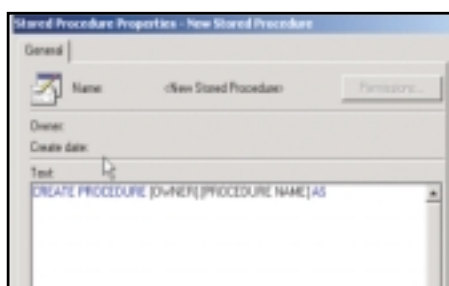 Stored Procedure Properties - New Stored Procedure
General
Name: <New Stored Procedure> Permissions...
Owner:
Create date:
Text:
CREATE PROCEDURE [OWNER].[PROCEDURE NAME] AS